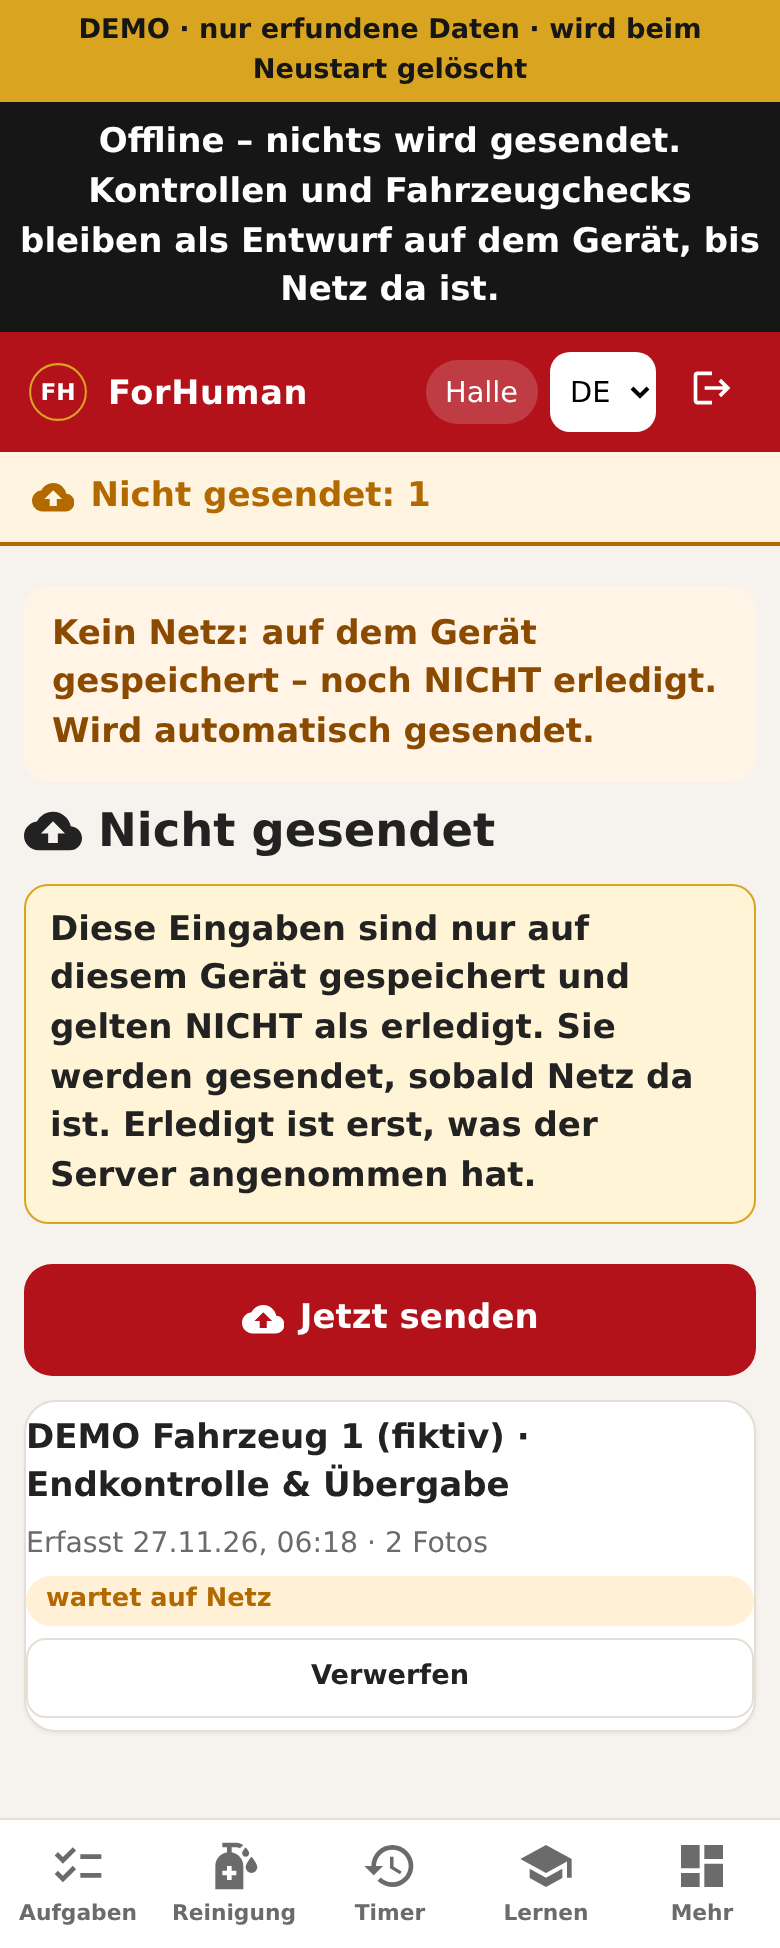 DEMO · nur erfundene Daten · wird beim
Neustart gelöscht
Offline – nichts wird gesendet.
Kontrollen und Fahrzeugchecks
bleiben als Entwurf auf dem Gerät, bis
Netz da ist.
FH ForHuman Halle DE
Nicht gesendet: 1
Kein Netz: auf dem Gerät
gespeichert – noch NICHT erledigt.
Wird automatisch gesendet.
Nicht gesendet
Diese Eingaben sind nur auf
diesem Gerät gespeichert und
gelten NICHT als erledigt. Sie
werden gesendet, sobald Netz da
ist. Erledigt ist erst, was der
Server angenommen hat.
Jetzt senden
DEMO Fahrzeug 1 (fiktiv) ·
Endkontrolle & Übergabe
Erfasst 27.11.26, 06:18 · 2 Fotos
wartet auf Netz
Verwerfen
Aufgaben Reinigung Timer Lernen Mehr